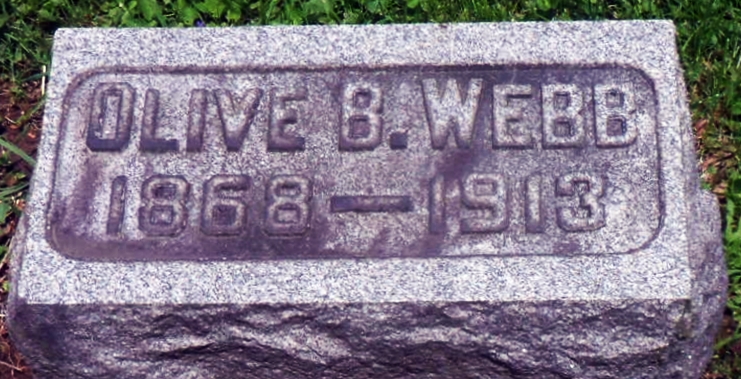 OLIVE B. WEBB
1868 — 1913